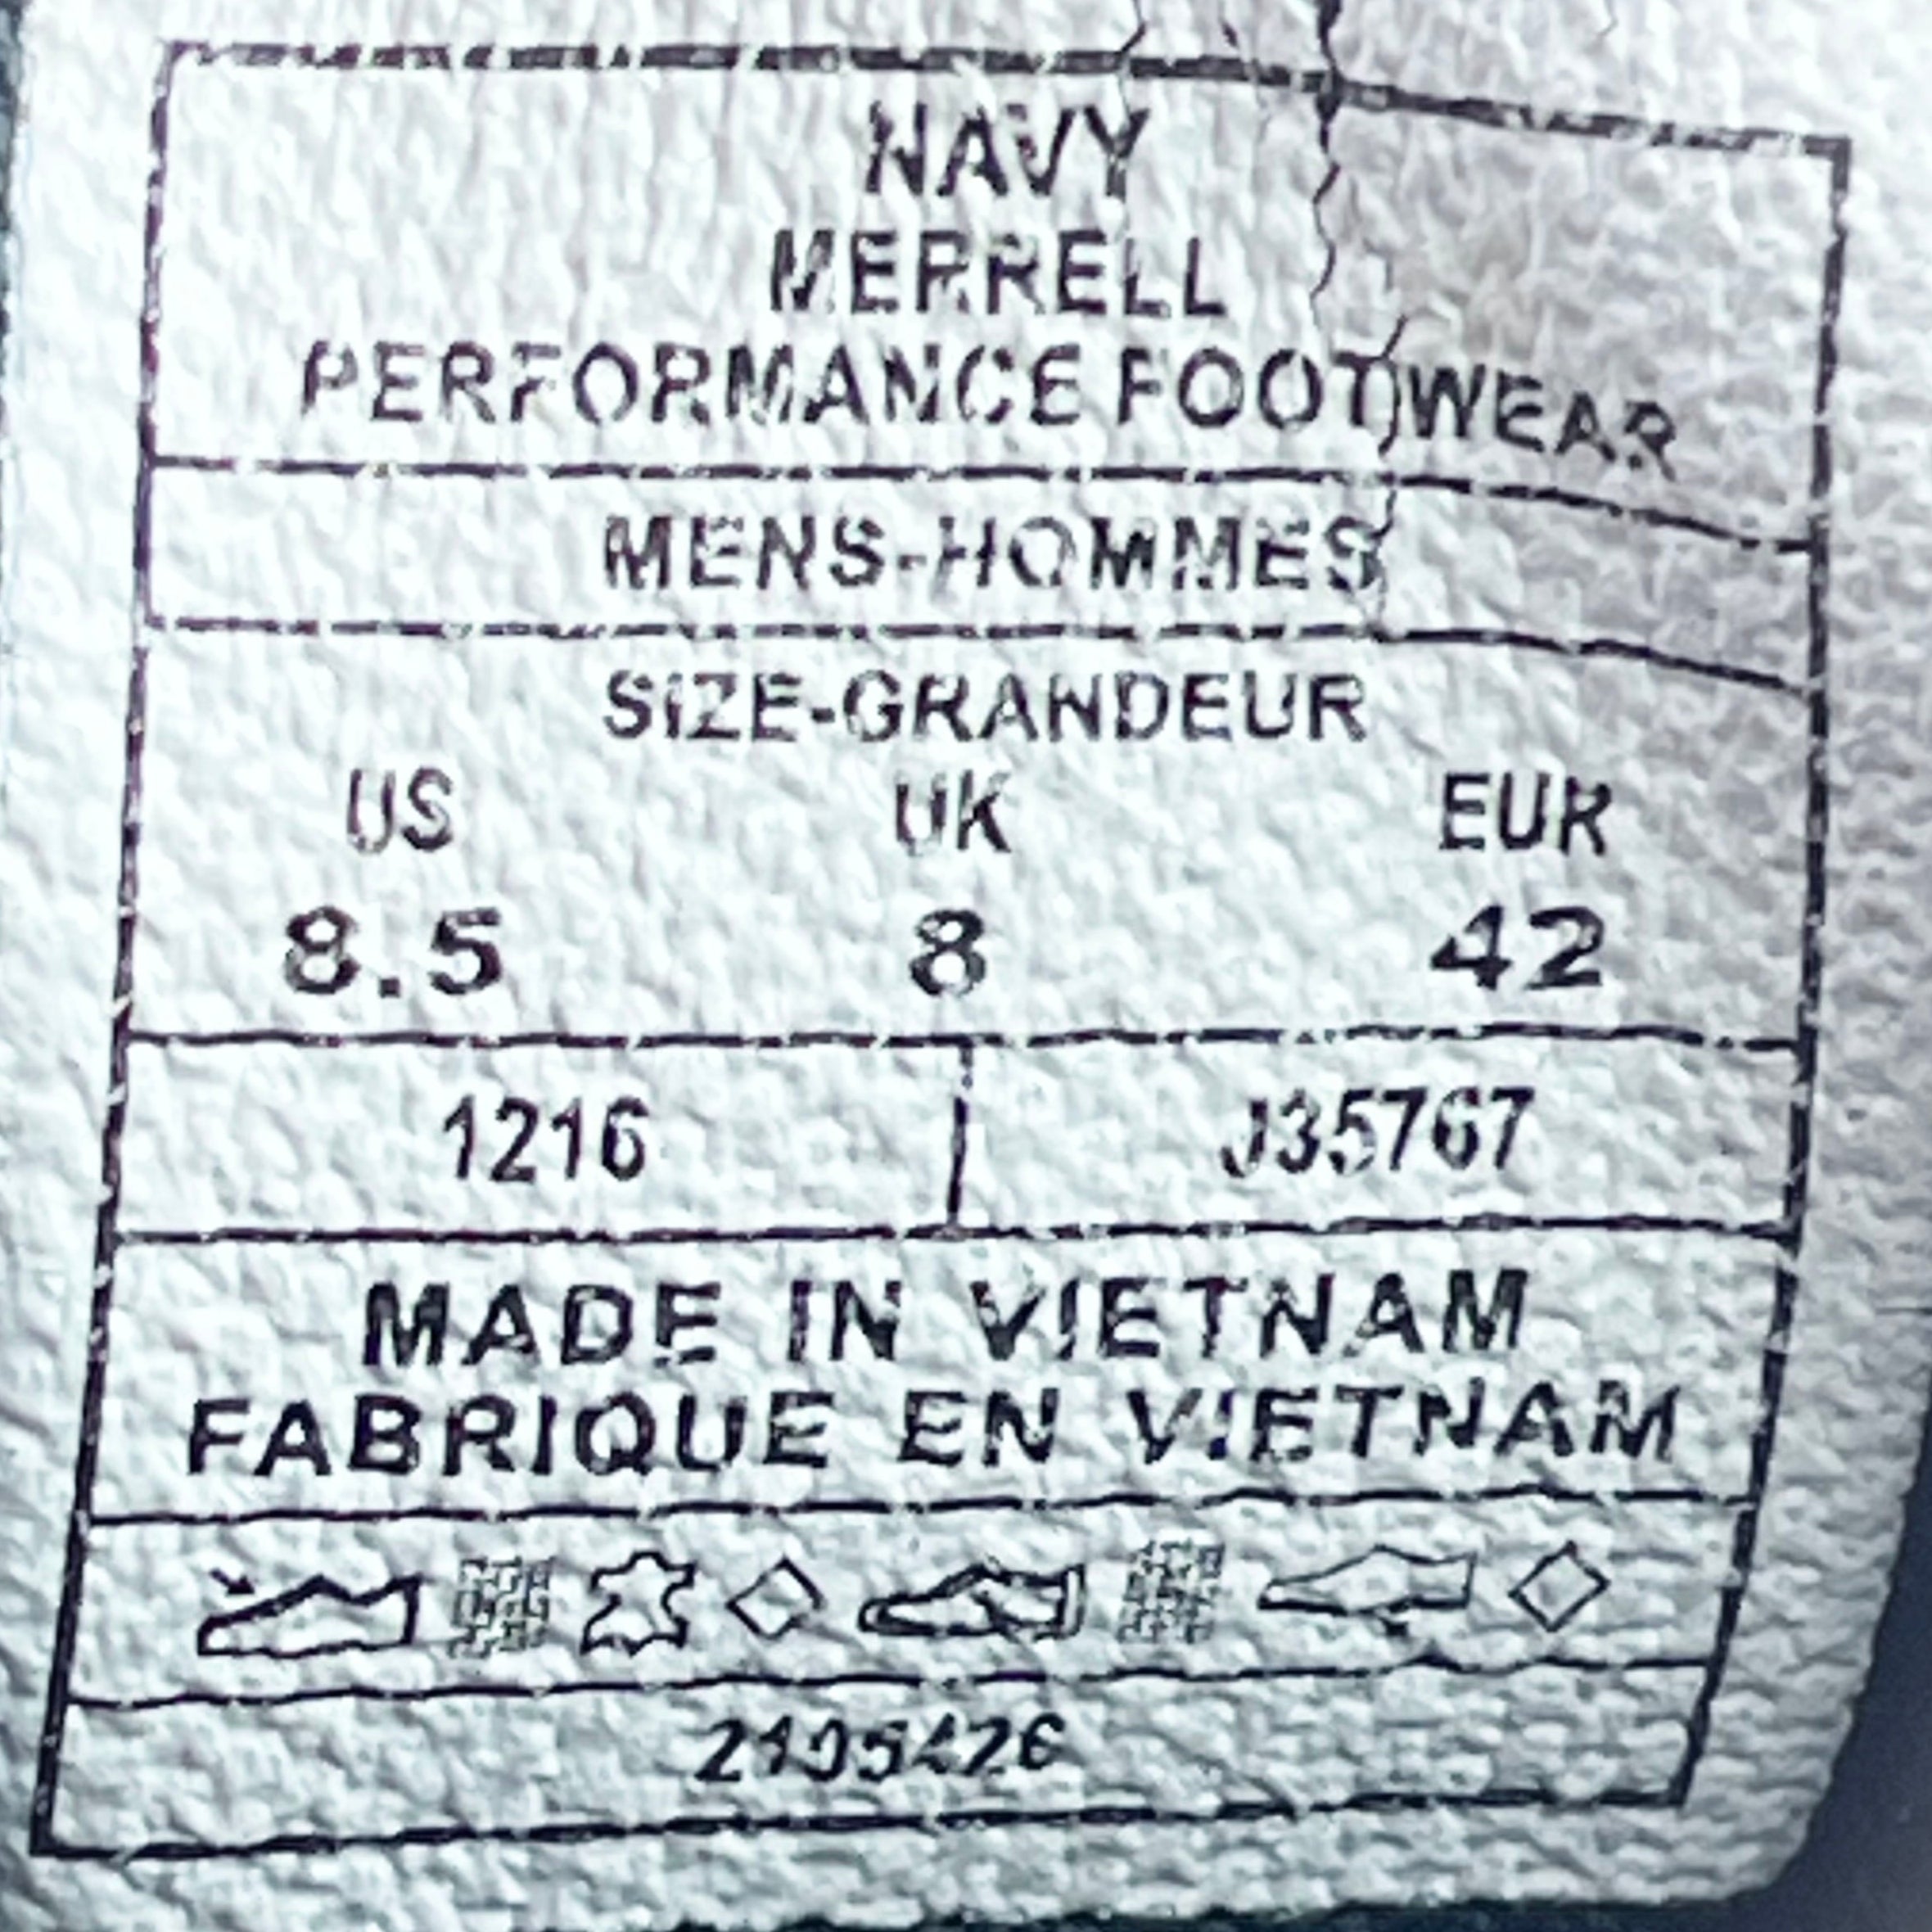 NAVY
MERRELL
PERFORMANCE FOOTWEAR
MENS-HOMMES
SIZE-GRANDEUR
US UK EUR
8.5 8 42
1216 J35767
MADE IN VIETNAM
FABRIQUE EN VIETNAM